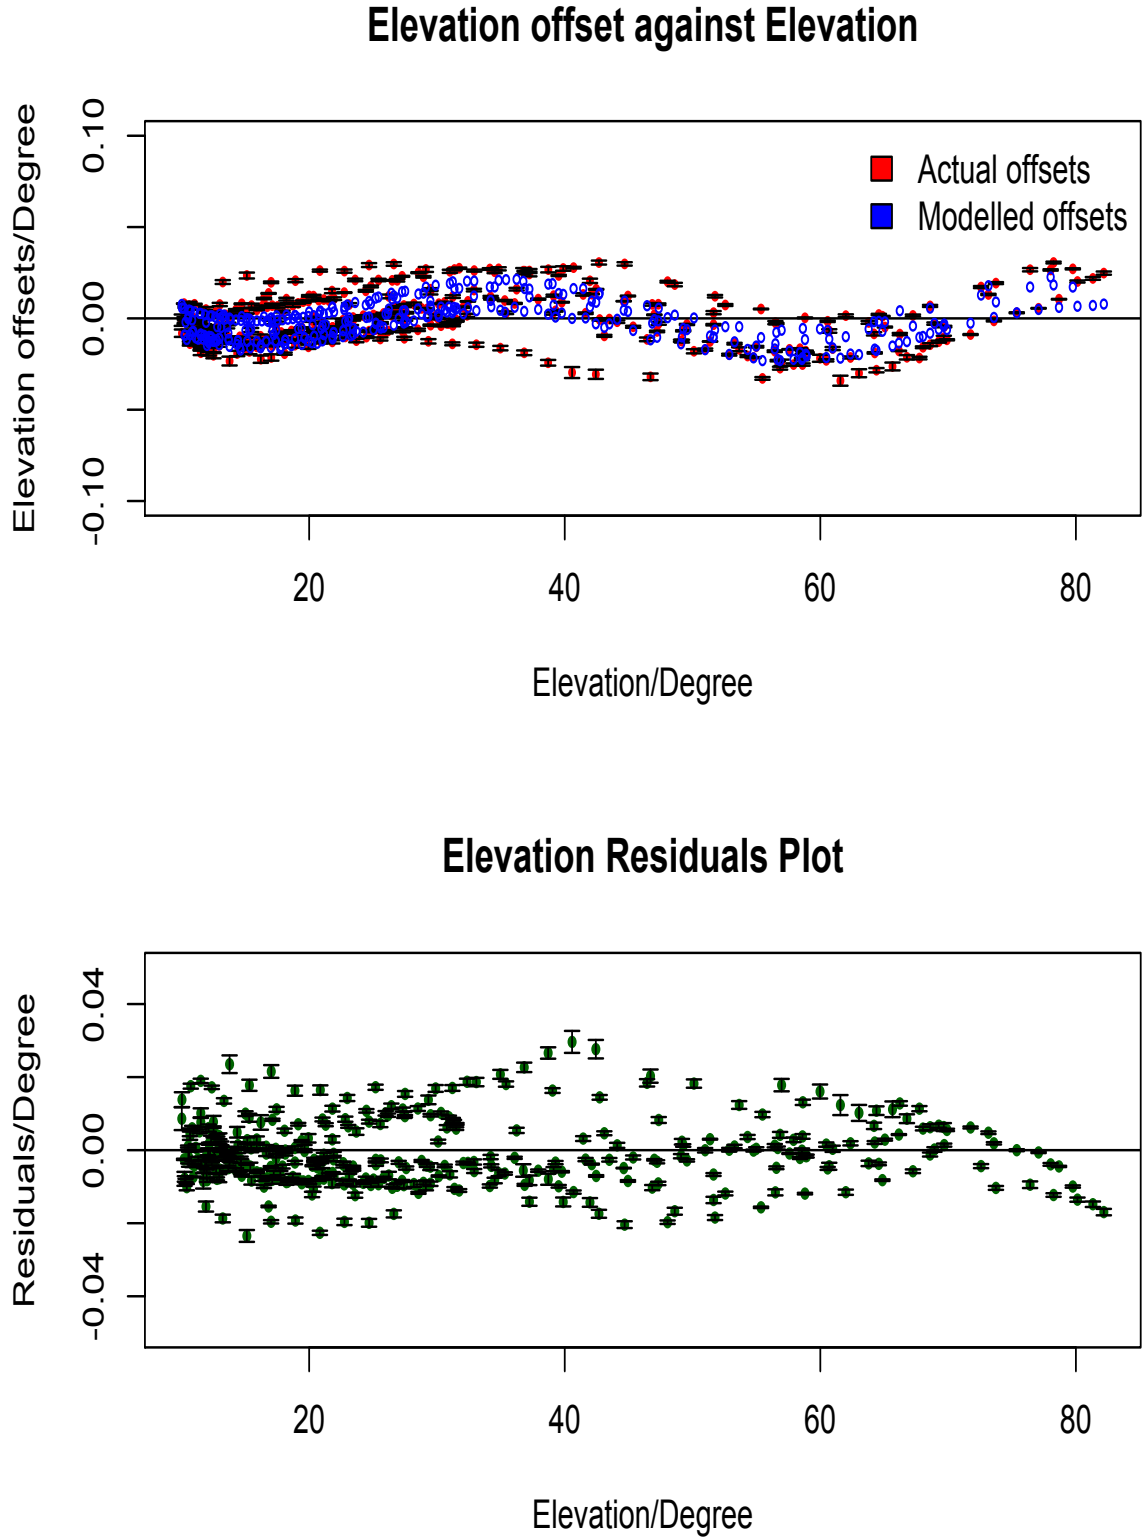 Elevation offset against Elevation
Elevation offsets/Degree
0.10
0.00
-0.10
Actual offsets
Modelled offsets
20 40 60 80
Elevation/Degree
Elevation Residuals Plot
Residuals/Degree
0.04
0.00
-0.04
20 40 60 80
Elevation/Degree